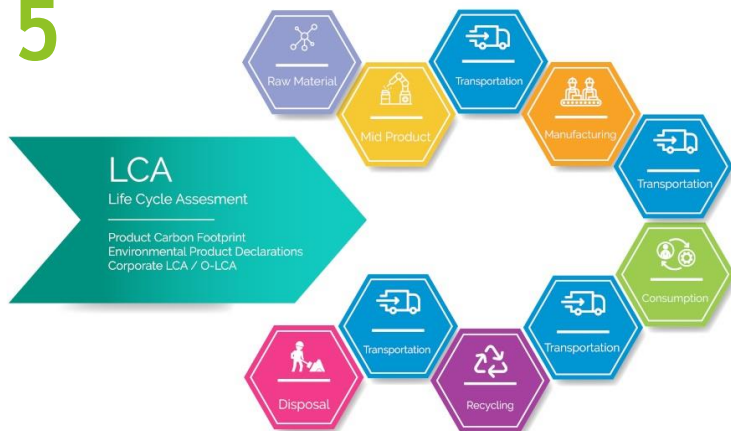 5
Raw Material
Mid Product
Transportation
Manufacturing
Transportation
LCA
Life Cycle Assesment
Product Carbon Footprint
Environmental Product Declarations
Corporate LCA / O-LCA
Consumption
Transportation
Recycling
Transportation
Disposal